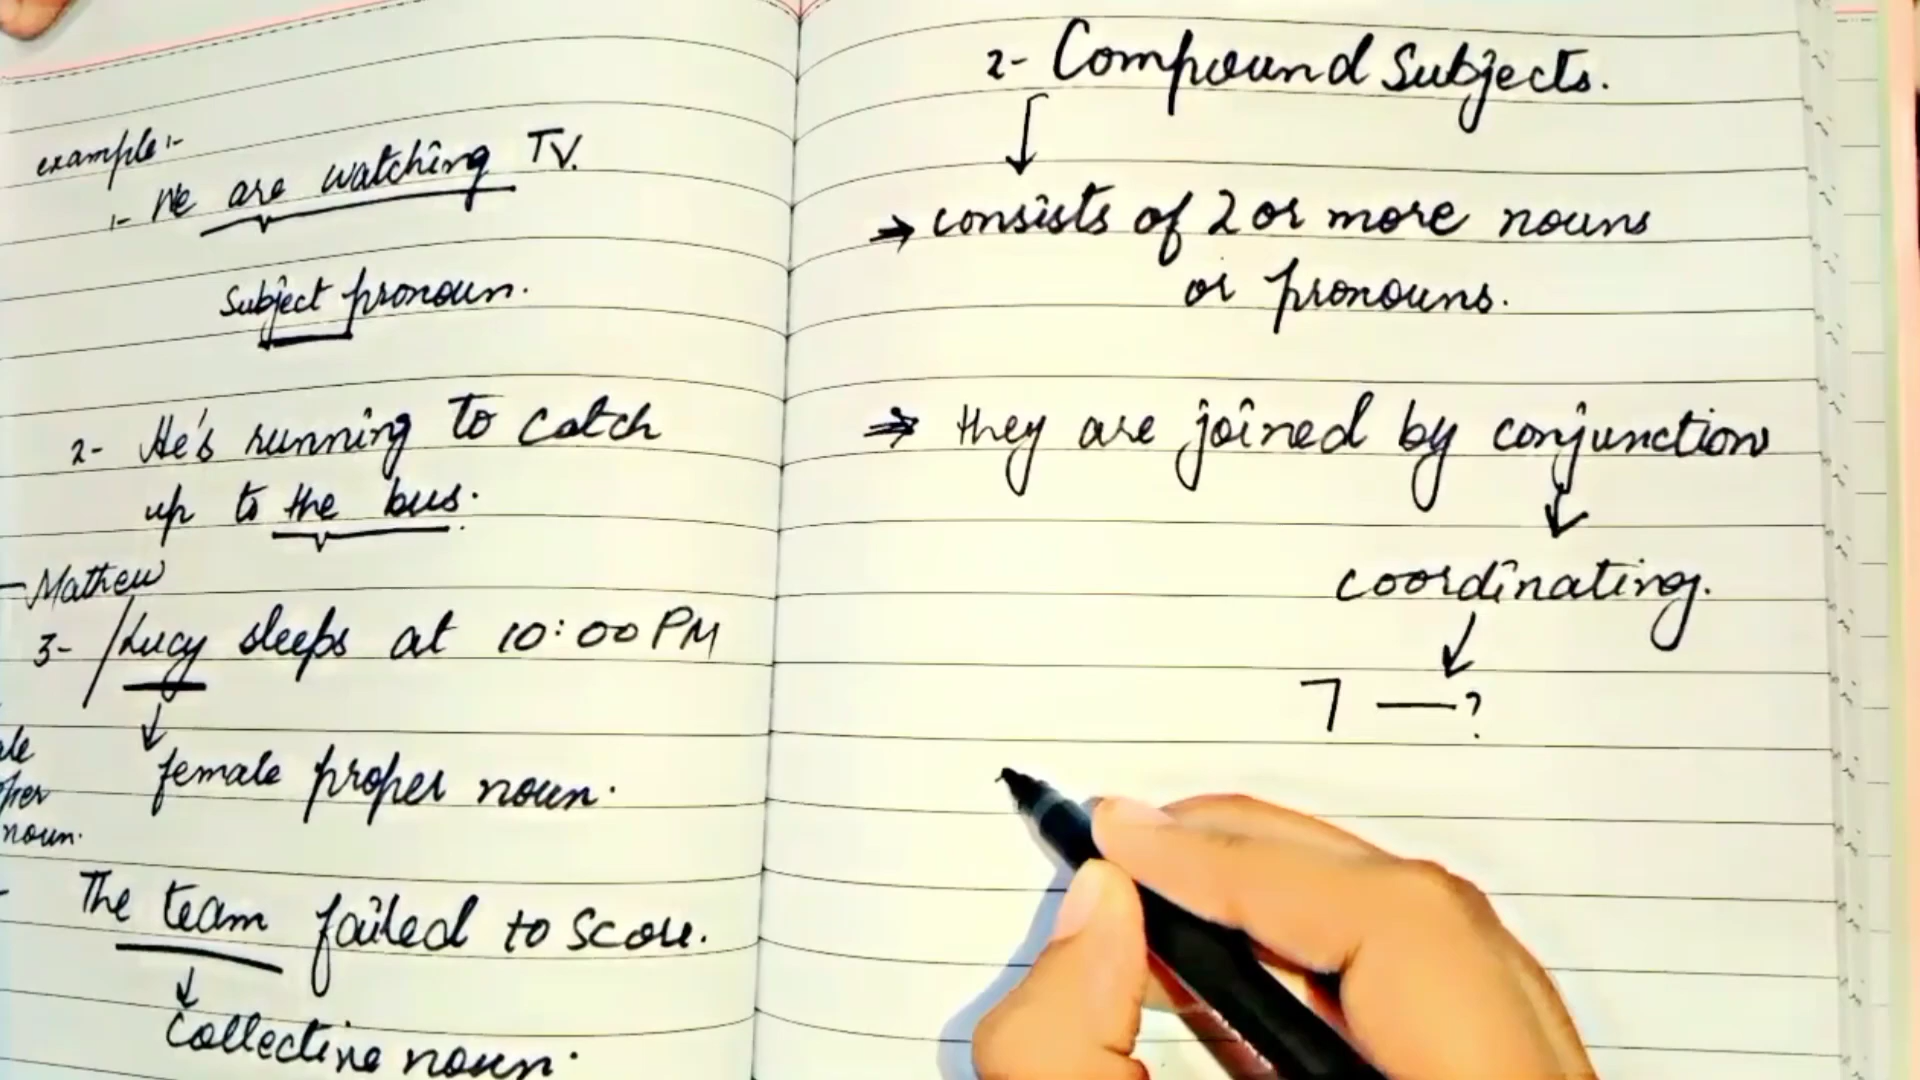 example:-
1- We are watching TV.
Subject pronoun.
2- He's running to catch
up to the bus.
Mathew
3- /Lucy sleeps at 10:00 PM
female proper noun.
noun.
The team failed to score.
Collective noun.
2- Compound Subjects.
⇒ consists of 2 or more nouns
or pronouns.
⇒ they are joined by conjunction
coordinating.
7 —?